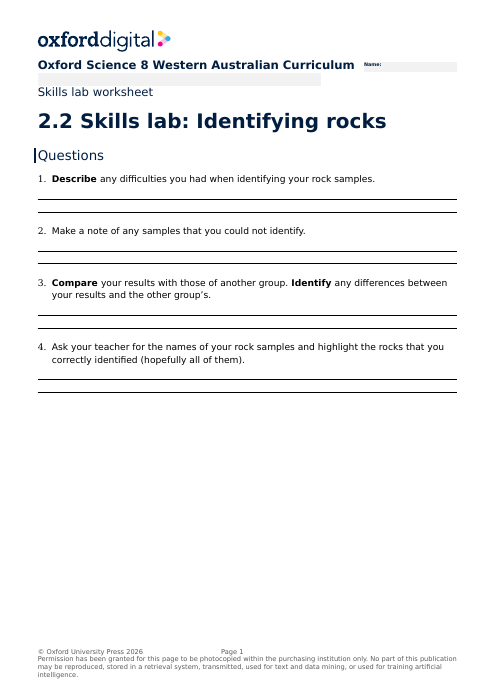 oxforddigital
Oxford Science 8 Western Australian Curriculum Name:
Skills lab worksheet
2.2 Skills lab: Identifying rocks
Questions
1. Describe any difficulties you had when identifying your rock samples.
2. Make a note of any samples that you could not identify.
3. Compare your results with those of another group. Identify any differences between
your results and the other group’s.
4. Ask your teacher for the names of your rock samples and highlight the rocks that you
correctly identified (hopefully all of them).
© Oxford University Press 2026 Page 1
Permission has been granted for this page to be photocopied within the purchasing institution only. No part of this publication
may be reproduced, stored in a retrieval system, transmitted, used for text and data mining, or used for training artificial
intelligence.